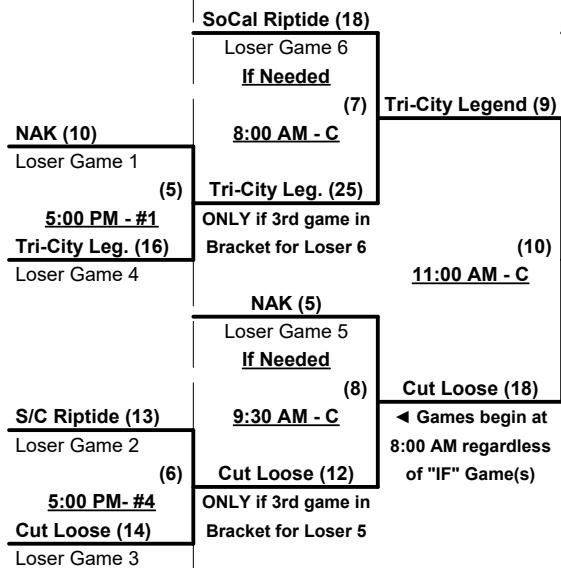 SoCal Riptide (18)
Loser Game 6
If Needed
(7)
8:00 AM - C
Tri-City Legend (9)
NAK (10)
Loser Game 1
(5)
5:00 PM - #1
Tri-City Leg. (16)
Loser Game 4
Tri-City Leg. (25)
ONLY if 3rd game in
Bracket for Loser 6
(10)
11:00 AM - C
NAK (5)
Loser Game 5
If Needed
(8)
9:30 AM - C
Cut Loose (18)
◄ Games begin at
8:00 AM regardless
of "IF" Game(s)
S/C Riptide (13)
Loser Game 2
(6)
5:00 PM- #4
Cut Loose (14)
Loser Game 3
Cut Loose (12)
ONLY if 3rd game in
Bracket for Loser 5